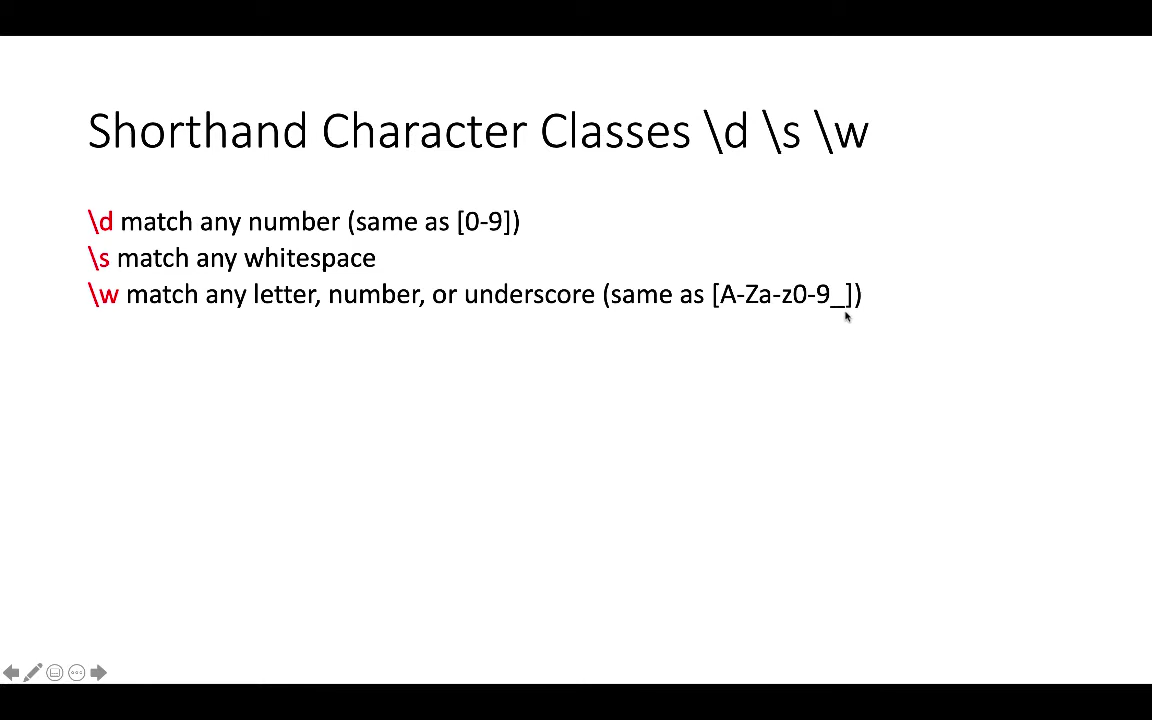 Shorthand Character Classes \d \s \w
\d match any number (same as [0-9])
\s match any whitespace
\w match any letter, number, or underscore (same as [A-Za-z0-9_])